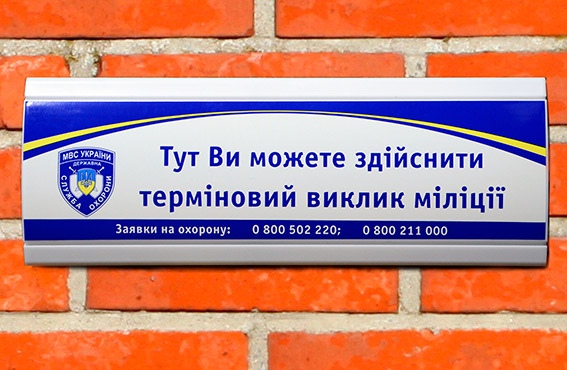 МВС УКРАЇНИ
ДЕРЖАВНА
СЛУЖБА ОХОРОНИ
Тут Ви можете здійснити
терміновий виклик міліції
Заявки на охорону: 0 800 502 220; 0 800 211 000